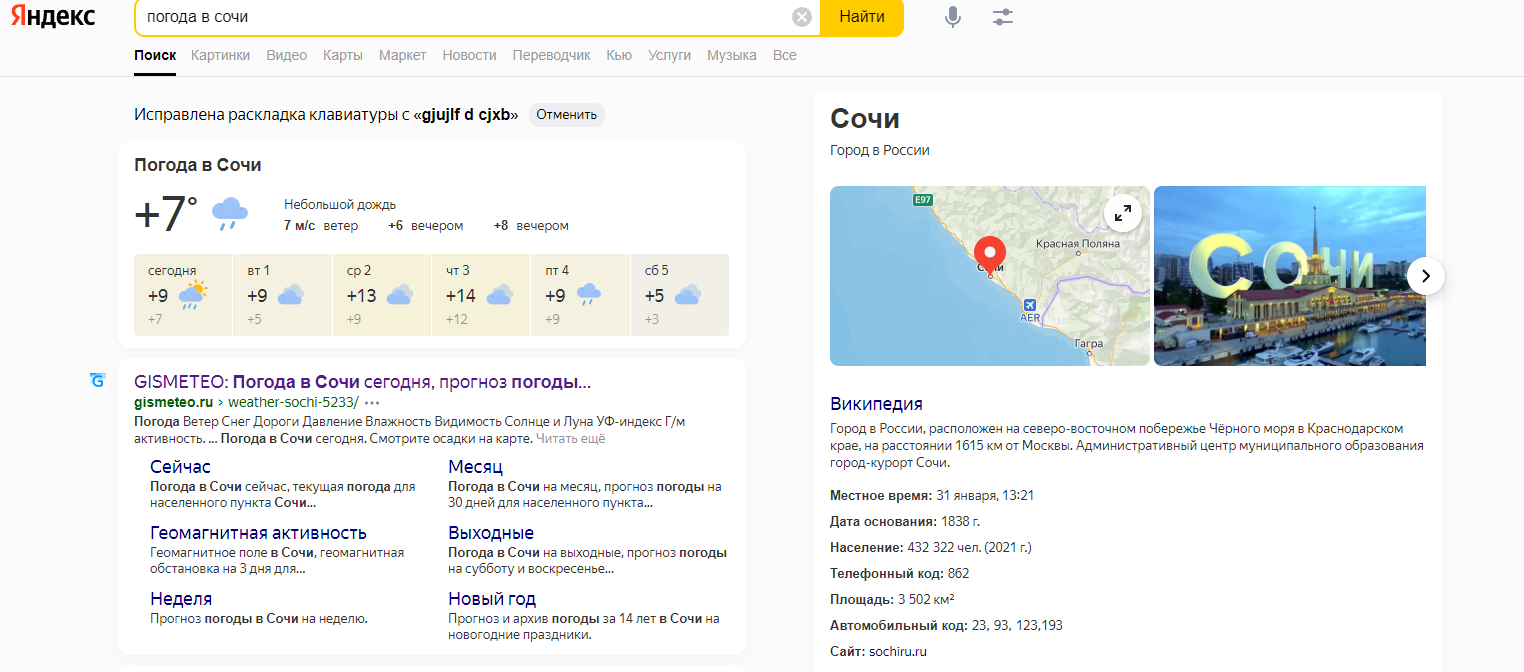 Яндекс
погода в сочи
Найти
Поиск Картинки Видео Карты Маркет Новости Переводчик Кью Услуги Музыка Все
Исправлена раскладка клавиатуры с «gjujlf d cjxb» Отменить
Погода в Сочи
+7°
Небольшой дождь
7 м/с ветер +6 вечером +8 вечером
сегодня вт 1 ср 2 чт 3 пт 4 сб 5
+9 +9 +13 +14 +9 +5
+7 +5 +9 +12 +9 +3
G
GISMETEO: Погода в Сочи сегодня, прогноз погоды...
gismeteo.ru › weather-sochi-5233/
Погода Ветер Снег Дороги Давление Влажность Видимость Солнце и Луна УФ-индекс Г/м
активность. ... Погода в Сочи сегодня. Смотрите осадки на карте. Читать ещё
Сейчас
Погода в Сочи сейчас, текущая погода для
населенного пункта Сочи...
Месяц
Погода в Сочи на месяц, прогноз погоды на
30 дней для населенного пункта...
Геомагнитная активность
Геомагнитное поле в Сочи, геомагнитная
обстановка на 3 дня для...
Выходные
Погода в Сочи на выходные, прогноз погоды
на субботу и воскресенье...
Неделя
Прогноз погоды в Сочи на неделю.
Новый год
Прогноз и архив погоды за 14 лет в Сочи на
новогодние праздники.
Сочи
Город в России
E97
Красная Поляна
Сочи
AER
Гагра
СОЧИ
Википедия
Город в России, расположен на северо-восточном побережье Чёрного моря в Краснодарском
крае, на расстоянии 1615 км от Москвы. Административный центр муниципального образования
город-курорт Сочи.
Местное время: 31 января, 13:21
Дата основания: 1838 г.
Население: 432 322 чел. (2021 г.)
Телефонный код: 862
Площадь: 3 502 км²
Автомобильный код: 23, 93, 123,193
Сайт: sochiru.ru